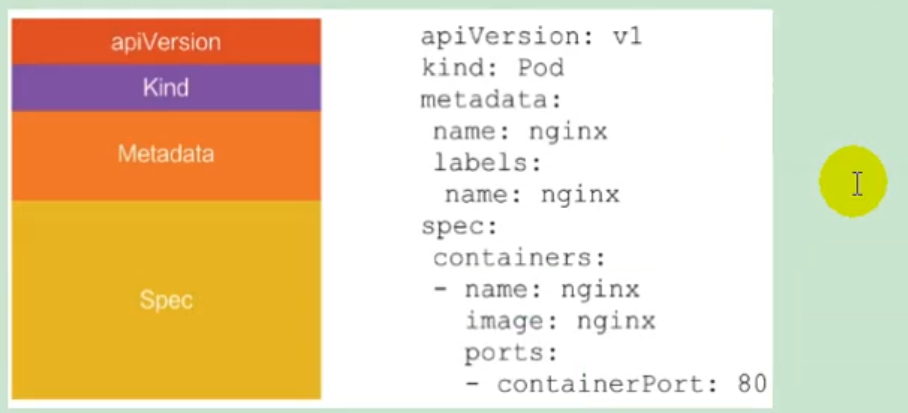 apiVersion
Kind
Metadata
Spec
apiVersion: v1
kind: Pod
metadata:
 name: nginx
 labels:
  name: nginx
spec:
 containers:
 - name: nginx
   image: nginx
   ports:
   - containerPort: 80